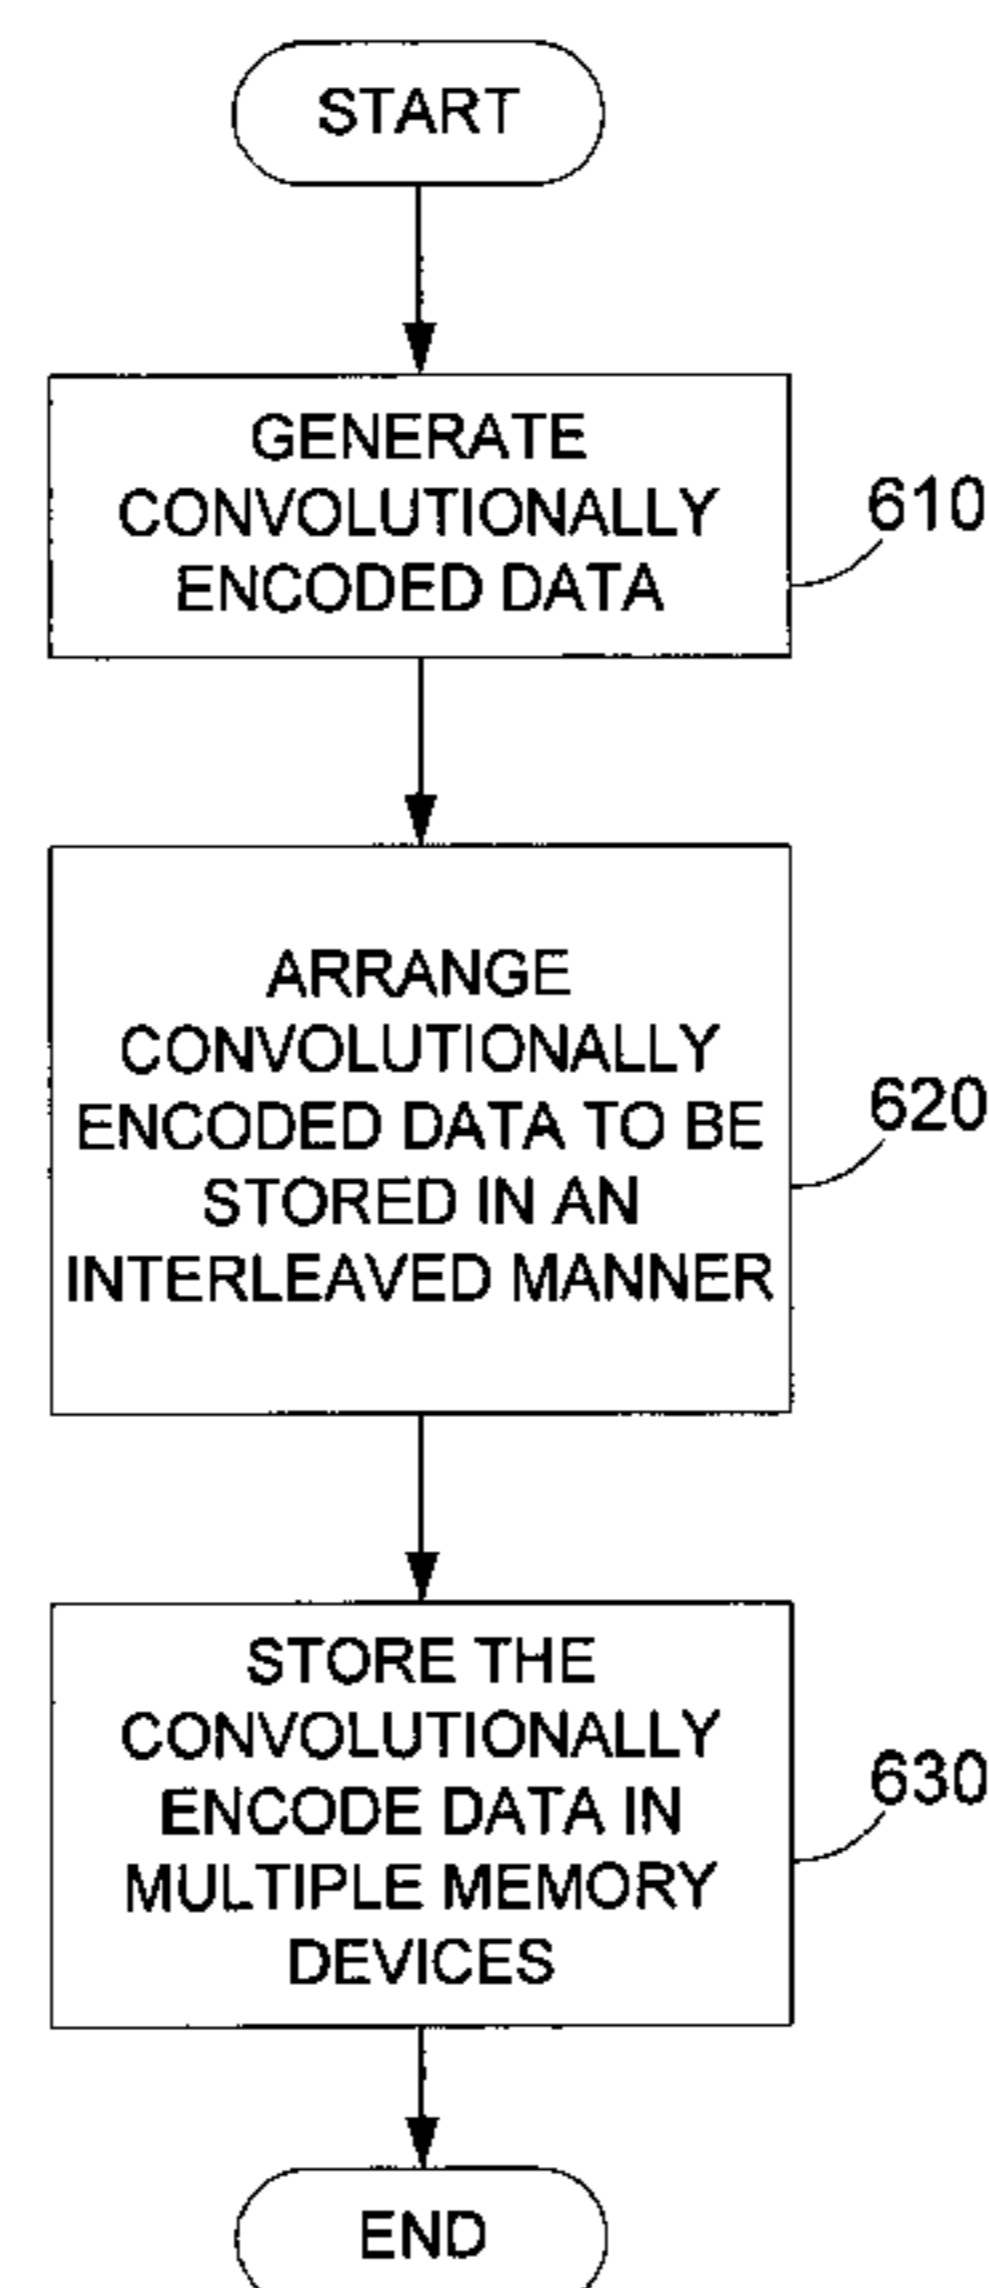 START
GENERATE
CONVOLUTIONALLY
ENCODED DATA
610
ARRANGE
CONVOLUTIONALLY
ENCODED DATA TO BE
STORED IN AN
INTERLEAVED MANNER
620
STORE THE
CONVOLUTIONALLY
ENCODE DATA IN
MULTIPLE MEMORY
DEVICES
630
END